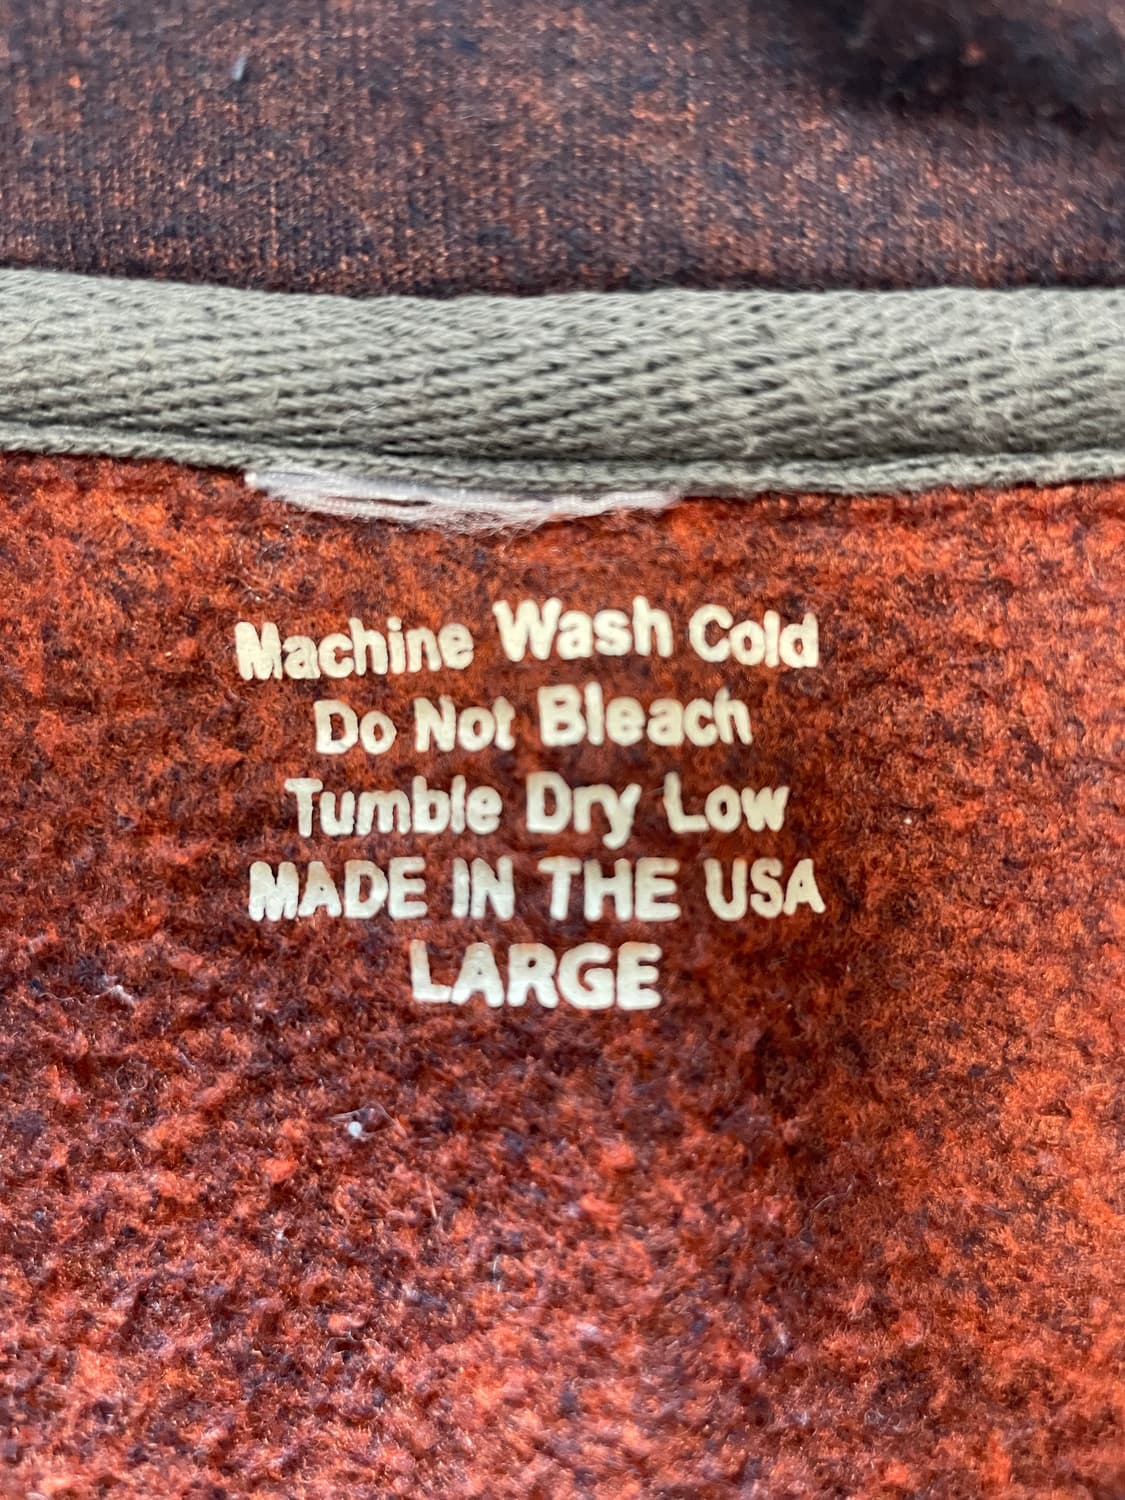 Machine Wash Cold
Do Not Bleach
Tumble Dry Low
MADE IN THE USA
LARGE